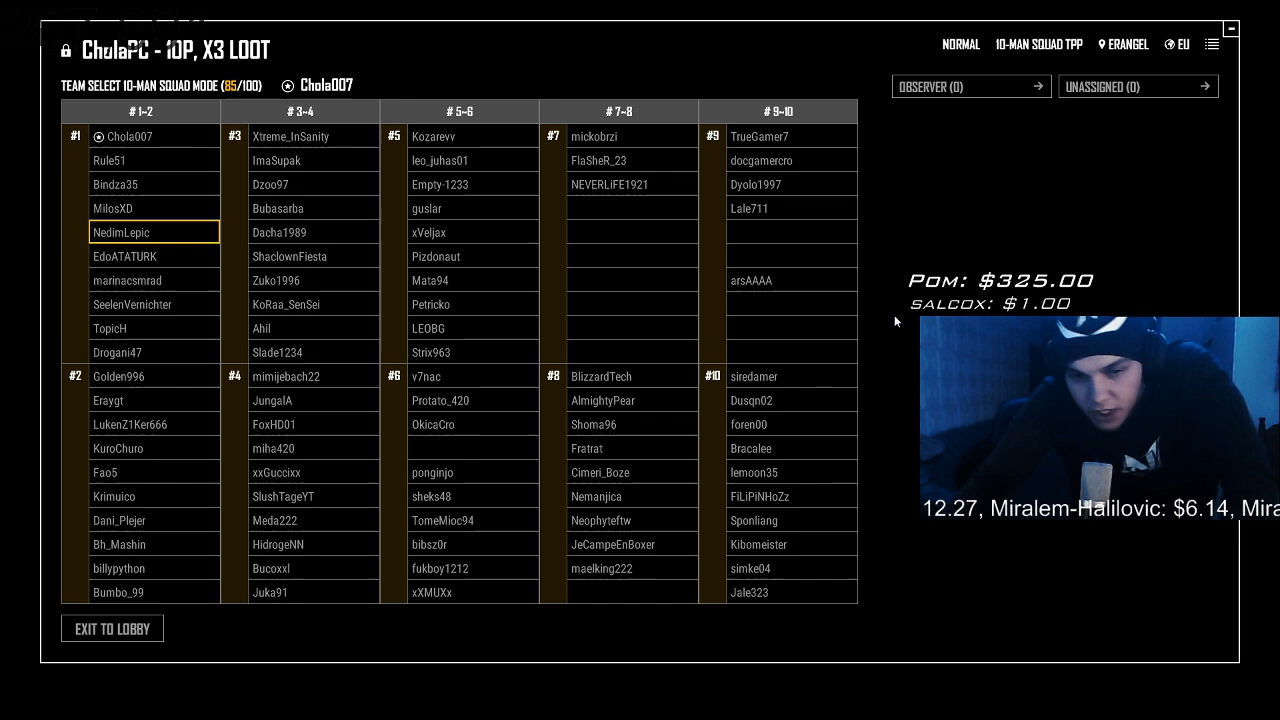 CholaPC - 10P, X3 LOOT
NORMAL 10-MAN SQUAD TPP ERANGEL EU
TEAM SELECT 10-MAN SQUAD MODE (85/100) Chola007
OBSERVER (0) UNASSIGNED (0)
# 1~2
#1
Chola007
Rule51
Bindza35
MilosXD
NedimLepic
EdoATATURK
marinacsmrad
SeelenVernichter
TopicH
Drogani47
#2
Golden996
Eraygt
LukenZ1Ker666
KuroChuro
Fao5
Krimuico
Dani_Plejer
Bh_Mashin
billypython
Bumbo_99
# 3~4
#3
Xtreme_InSanity
ImaSupak
Dzoo97
Bubasarba
Dacha1989
ShaclownFiesta
Zuko1996
KoRaa_SenSei
Ahil
Slade1234
#4
mimijebach22
JungalA
FoxHD01
miha420
xxGuccixx
SlushTageYT
Meda222
HidrogeNN
Bucoxxl
Juka91
# 5~6
#5
Kozarevv
leo_juhas01
Empty-1233
guslar
xVeljax
Pizdonaut
Mata94
Petricko
LEOBG
Strix963
#6
v7nac
Protato_420
OkicaCro
ponginjo
sheks48
TomeMioc94
bibsz0r
fukboy1212
xXMUXx
# 7~8
#7
mickobrzi
FlaSheR_23
NEVERLiFE1921
#8
BlizzardTech
AlmightyPear
Shoma96
Fratrat
Cimeri_Boze
Nemanjica
Neophyteftw
JeCampeEnBoxer
maelking222
# 9~10
#9
TrueGamer7
docgamercro
Dyolo1997
Lale711
arsAAAA
#10
siredamer
Dusqn02
foren00
Bracalee
lemoon35
FiLiPiNHoZz
Sponliang
Kibomeister
simke04
Jale323
POM: $325.00
SALCOX: $1.00
12.27, Miralem-Halilovic: $6.14, Mira
EXIT TO LOBBY